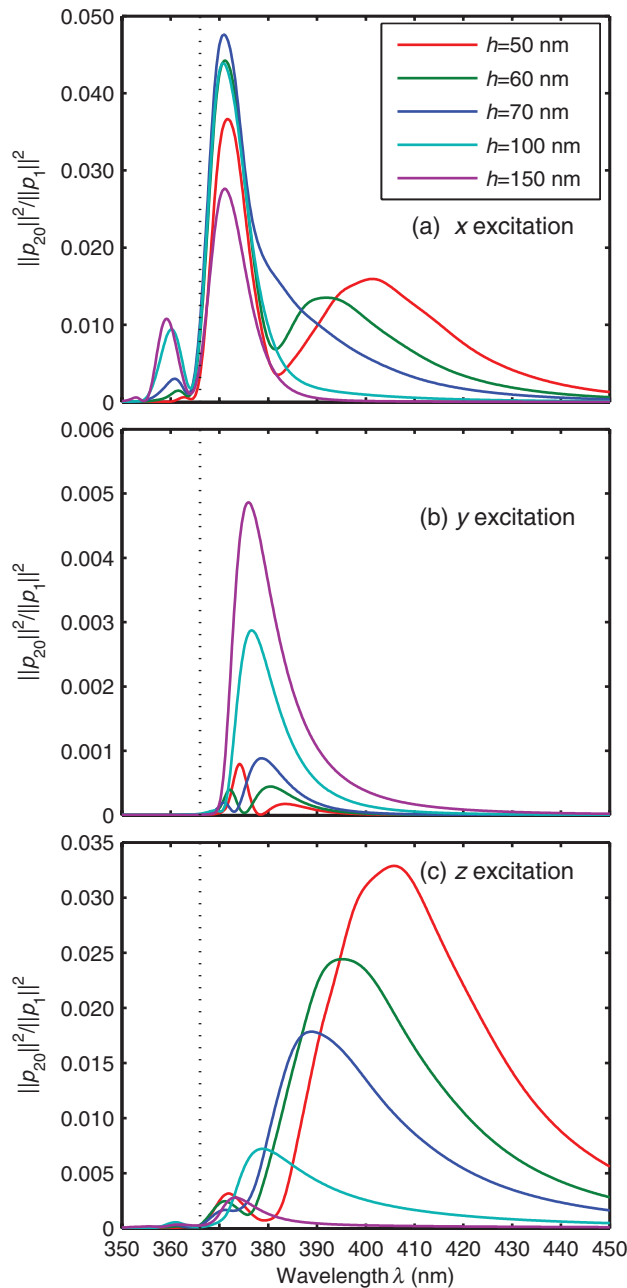 0.050
0.040
0.030
0.020
0.010
0
||p20||²/||p1||²
h=50 nm
h=60 nm
h=70 nm
h=100 nm
h=150 nm
(a) x excitation
0.006
0.005
0.004
0.003
0.002
0.001
0
||p20||²/||p1||²
(b) y excitation
0.035
0.030
0.025
0.020
0.015
0.010
0.005
0
||p20||²/||p1||²
(c) z excitation
350 360 370 380 390 400 410 420 430 440 450
Wavelength λ (nm)